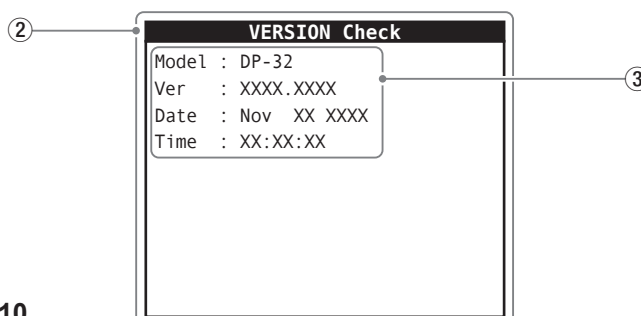 ②
VERSION Check
Model : DP-32
③
Ver : XXXX.XXXX
Date : Nov XX XXXX
Time : XX:XX:XX
10